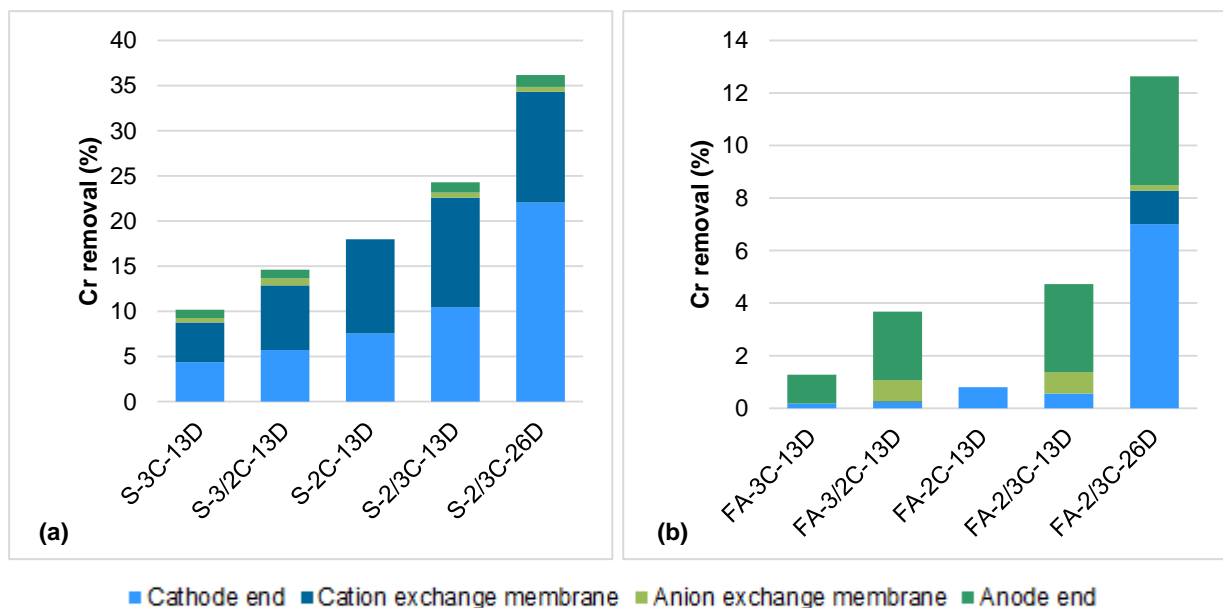 40
35
30
25
20
15
10
5
0
Cr removal (%)
S-3C-13D
S-3/2C-13D
S-2C-13D
S-2/3C-13D
S-2/3C-26D
(a)
14
12
10
8
6
4
2
0
Cr removal (%)
FA-3C-13D
FA-3/2C-13D
FA-2C-13D
FA-2/3C-13D
FA-2/3C-26D
(b)
Cathode end Cation exchange membrane Anion exchange membrane Anode end